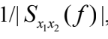 1/| S_{x_1 x_2} ( f ) |,